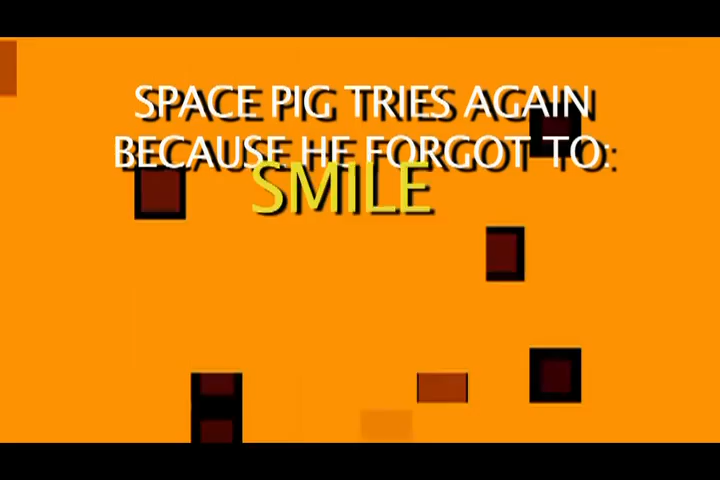 SPACE PIG TRIES AGAIN
BECAUSE HE FORGOT TO:
SMILE